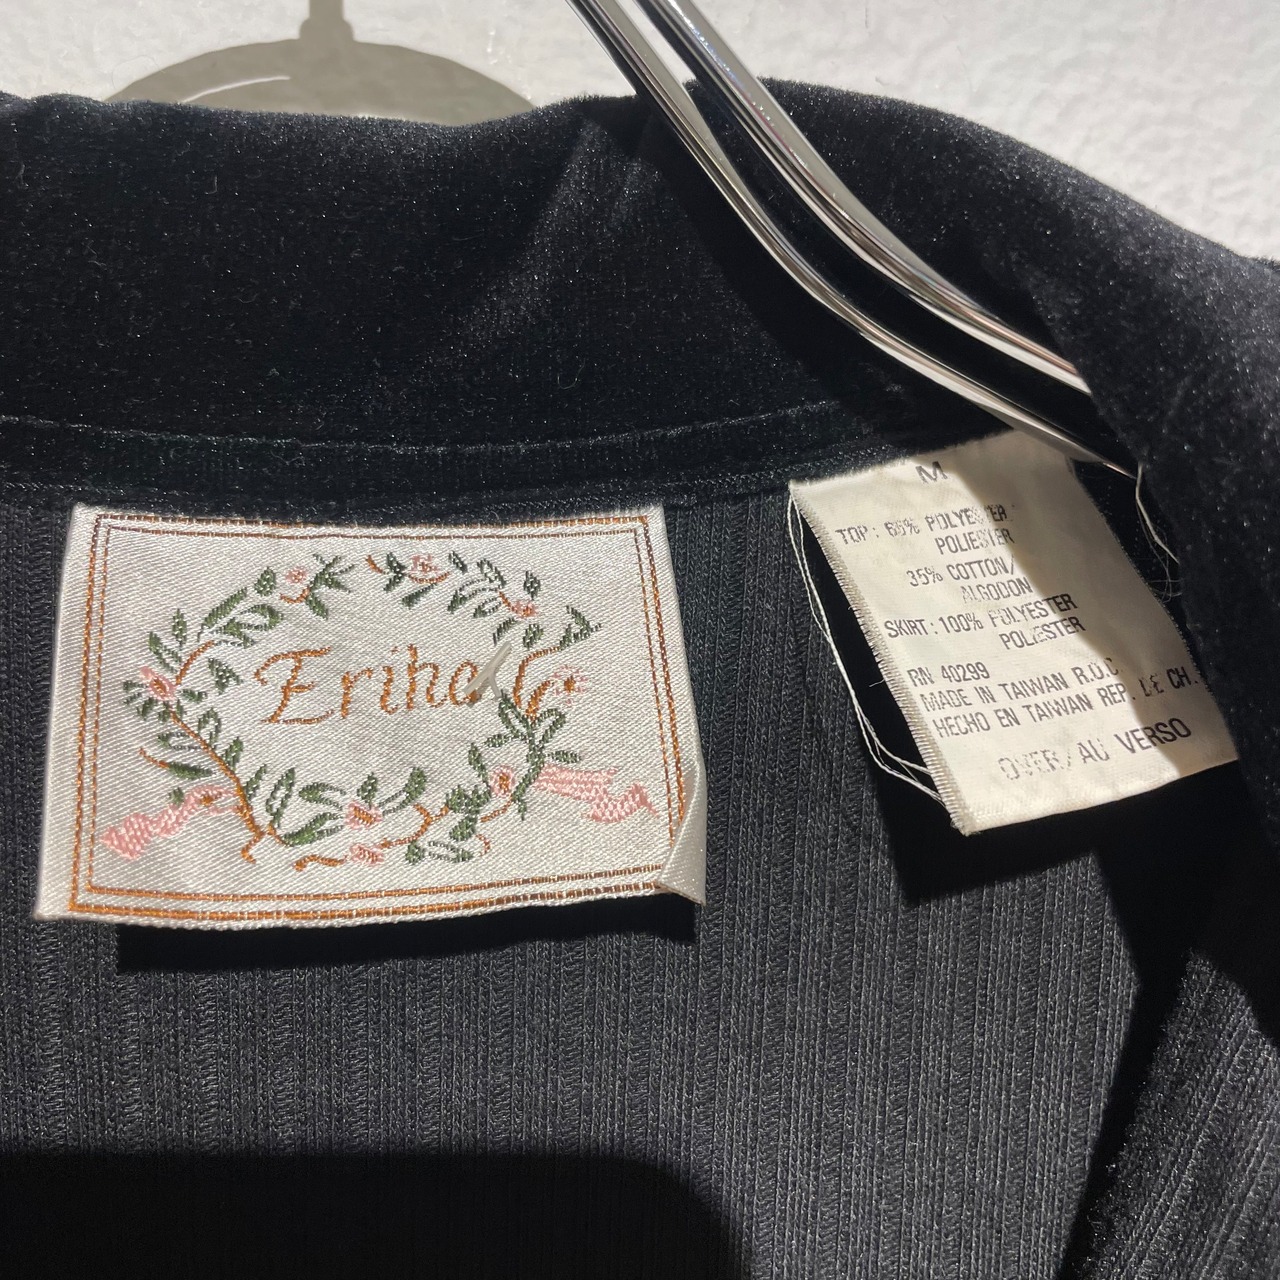 M
TOP: 65% POLYESTER
POLIESTER
35% COTTON/
ALGODON
SKIRT: 100% POLYESTER
POLIESTER
RN 40299
MADE IN TAIWAN R.O.C.
HECHO EN TAIWAN REP. DE CH.
OVER/AU VERSO